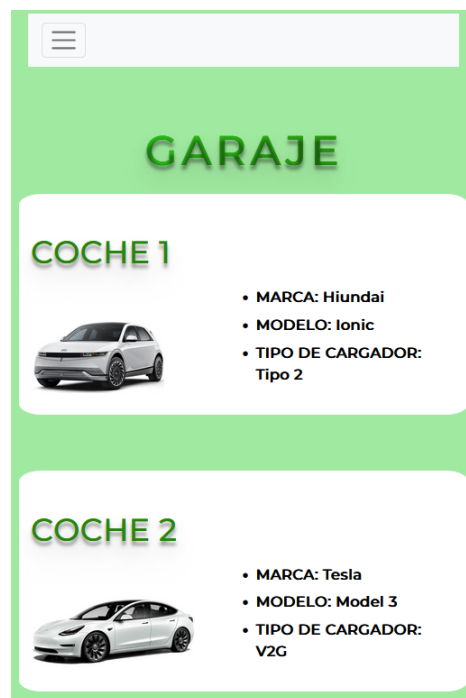 GARAJE
COCHE 1
• MARCA: Hiundai
• MODELO: Ionic
• TIPO DE CARGADOR:
Tipo 2
COCHE 2
• MARCA: Tesla
• MODELO: Model 3
• TIPO DE CARGADOR:
V2G